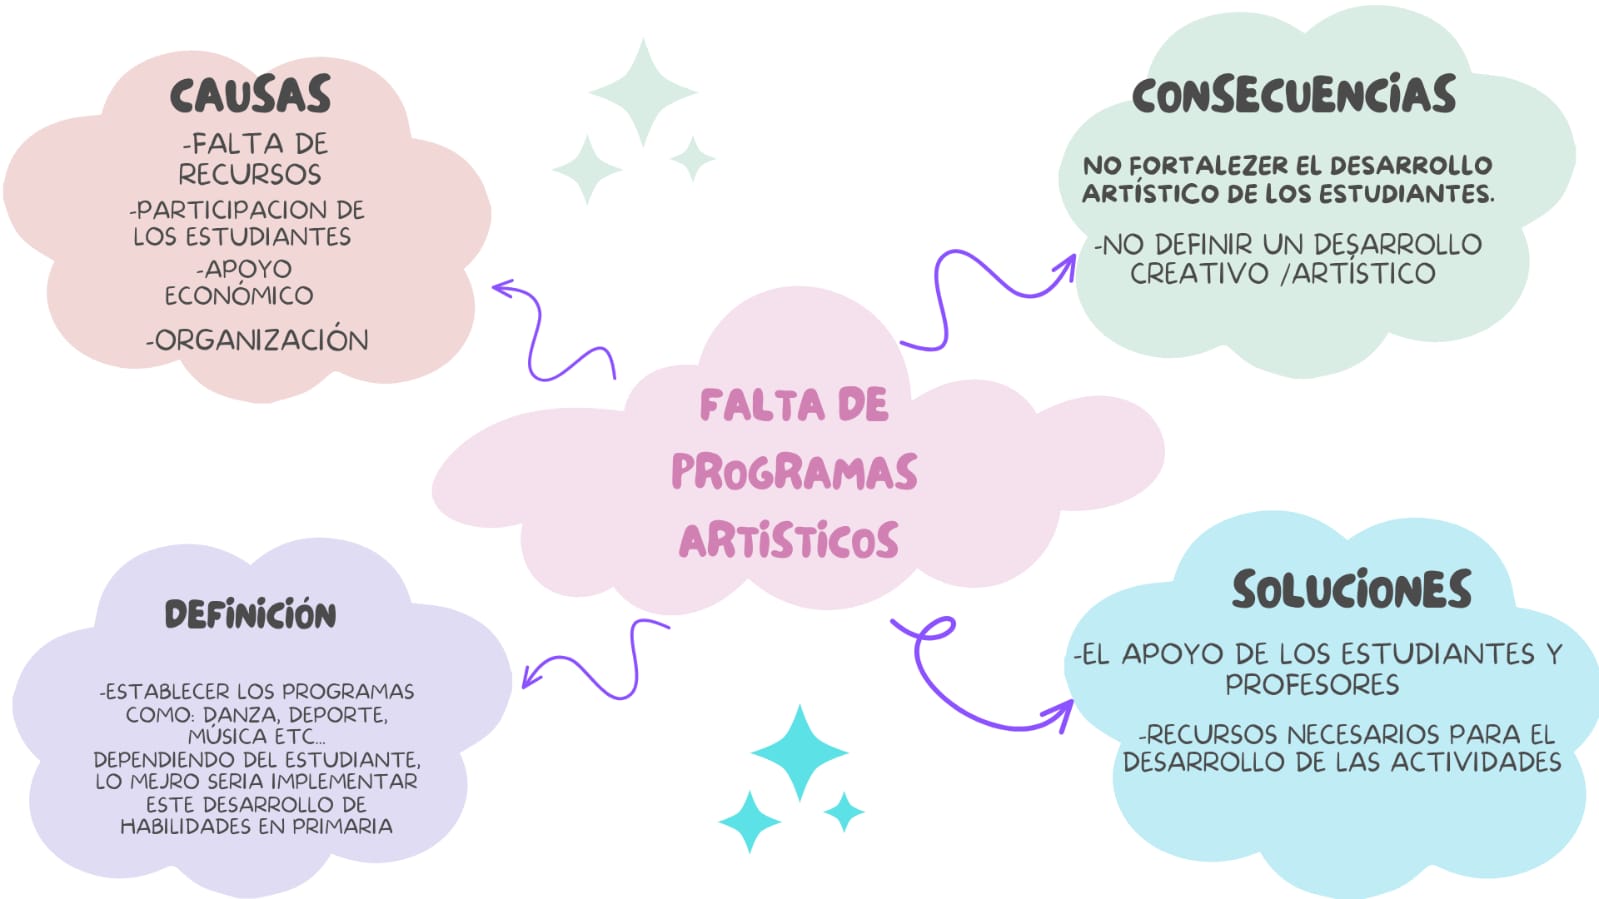 CAUSAS
-FALTA DE
RECURSOS
-PARTICIPACION DE
LOS ESTUDIANTES
-APOYO
ECONÓMICO
-ORGANIZACIÓN
CONSECUENCIAS
NO FORTALEZER EL DESARROLLO
ARTÍSTICO DE LOS ESTUDIANTES.
-NO DEFINIR UN DESARROLLO
CREATIVO /ARTÍSTICO
FALTA DE
PROGRAMAS
ARTISTICOS
DEFINICIÓN
-ESTABLECER LOS PROGRAMAS
COMO: DANZA, DEPORTE,
MÚSICA ETC...
DEPENDIENDO DEL ESTUDIANTE,
LO MEJRO SERIA IMPLEMENTAR
ESTE DESARROLLO DE
HABILIDADES EN PRIMARIA
SOLUCIONES
-EL APOYO DE LOS ESTUDIANTES Y
PROFESORES
-RECURSOS NECESARIOS PARA EL
DESARROLLO DE LAS ACTIVIDADES